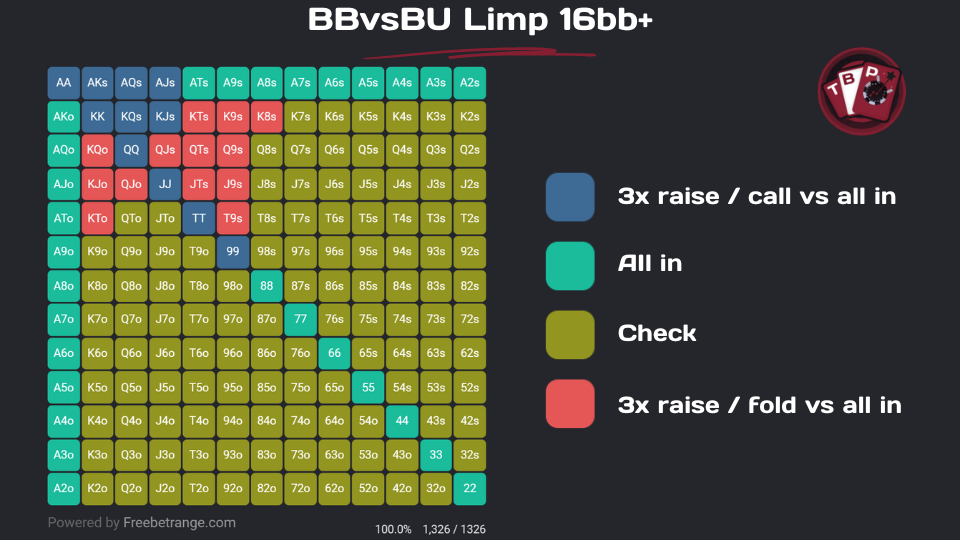 BBvsBU Limp 16bb+
AA AKs AQs AJs ATs A9s A8s A7s A6s A5s A4s A3s A2s
AKo KK KQs KJs KTs K9s K8s K7s K6s K5s K4s K3s K2s
AQo KQo QQ QJs QTs Q9s Q8s Q7s Q6s Q5s Q4s Q3s Q2s
AJo KJo QJo JJ JTs J9s J8s J7s J6s J5s J4s J3s J2s
ATo KTo QTo JTo TT T9s T8s T7s T6s T5s T4s T3s T2s
A9o K9o Q9o J9o T9o 99 98s 97s 96s 95s 94s 93s 92s
A8o K8o Q8o J8o T8o 98o 88 87s 86s 85s 84s 83s 82s
A7o K7o Q7o J7o T7o 97o 87o 77 76s 75s 74s 73s 72s
A6o K6o Q6o J6o T6o 96o 86o 76o 66 65s 64s 63s 62s
A5o K5o Q5o J5o T5o 95o 85o 75o 65o 55 54s 53s 52s
A4o K4o Q4o J4o T4o 94o 84o 74o 64o 54o 44 43s 42s
A3o K3o Q3o J3o T3o 93o 83o 73o 63o 53o 43o 33 32s
A2o K2o Q2o J2o T2o 92o 82o 72o 62o 52o 42o 32o 22
Powered by Freebetrange.com
100.0% 1,326 / 1326
T B P
3x raise / call vs all in
All in
Check
3x raise / fold vs all in